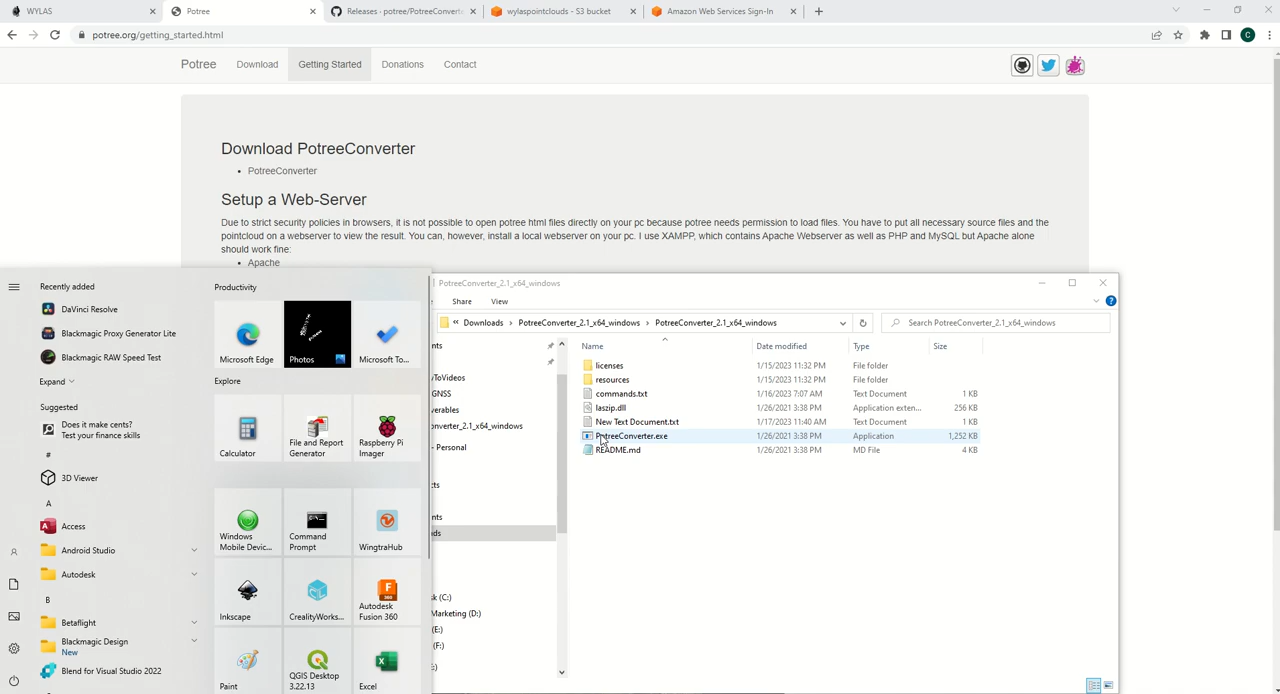 WYLAS
Potree
Releases · potree/PotreeConverte
wylaspointclouds - S3 bucket
Amazon Web Services Sign-In
potree.org/getting_started.html
C
Potree Download Getting Started Donations Contact
Download PotreeConverter
• PotreeConverter
Setup a Web-Server
Due to strict security policies in browsers, it is not possible to open potree html files directly on your pc because potree needs permission to load files. You have to put all necessary source files and the
pointcloud on a webserver to view the result. You can, however, install a local webserver on your pc. I use XAMPP, which contains Apache Webserver as well as PHP and MySQL but Apache alone
should work fine:
• Apache
Recently added
DaVinci Resolve
Blackmagic Proxy Generator Lite
Blackmagic RAW Speed Test
Expand
Suggested
Does it make cents?
Test your finance skills
#
3D Viewer
A
Access
Android Studio
Autodesk
B
Betaflight
Blackmagic Design
New
Blend for Visual Studio 2022
Productivity
Microsoft Edge
Photos
Microsoft To...
Explore
Calculator
File and Report
Generator
Raspberry Pi
Imager
Windows
Mobile Devic...
Command
Prompt
WingtraHub
Inkscape
CrealityWorks...
Autodesk
Fusion 360
Paint
QGIS Desktop
3.22.13
Excel
PotreeConverter_2.1_x64_windows
Share View
« Downloads > PotreeConverter_2.1_x64_windows > PotreeConverter_2.1_x64_windows
Search PotreeConverter_2.1_x64_windows
nts
yToVideos
GNSS
verables
onverter_2.1_x64_windows
- Personal
cts
nts
ds
sk (C:)
Marketing (D:)
(E:)
(F:)
Name Date modified Type Size
licenses 1/15/2023 11:32 PM File folder
resources 1/15/2023 11:32 PM File folder
commands.txt 1/16/2023 7:07 AM Text Document 1 KB
laszip.dll 1/26/2021 3:38 PM Application exten... 256 KB
New Text Document.txt 1/17/2023 11:40 AM Text Document 1 KB
PotreeConverter.exe 1/26/2021 3:38 PM Application 1,252 KB
README.md 1/26/2021 3:38 PM MD File 4 KB